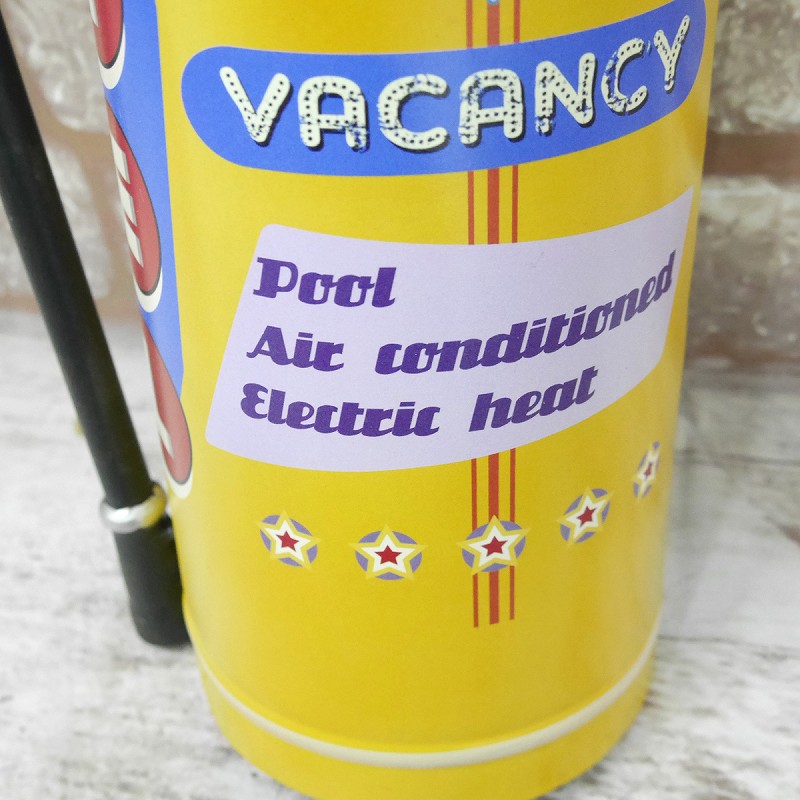 VACANCY
Pool
Air conditioned
Electric heat